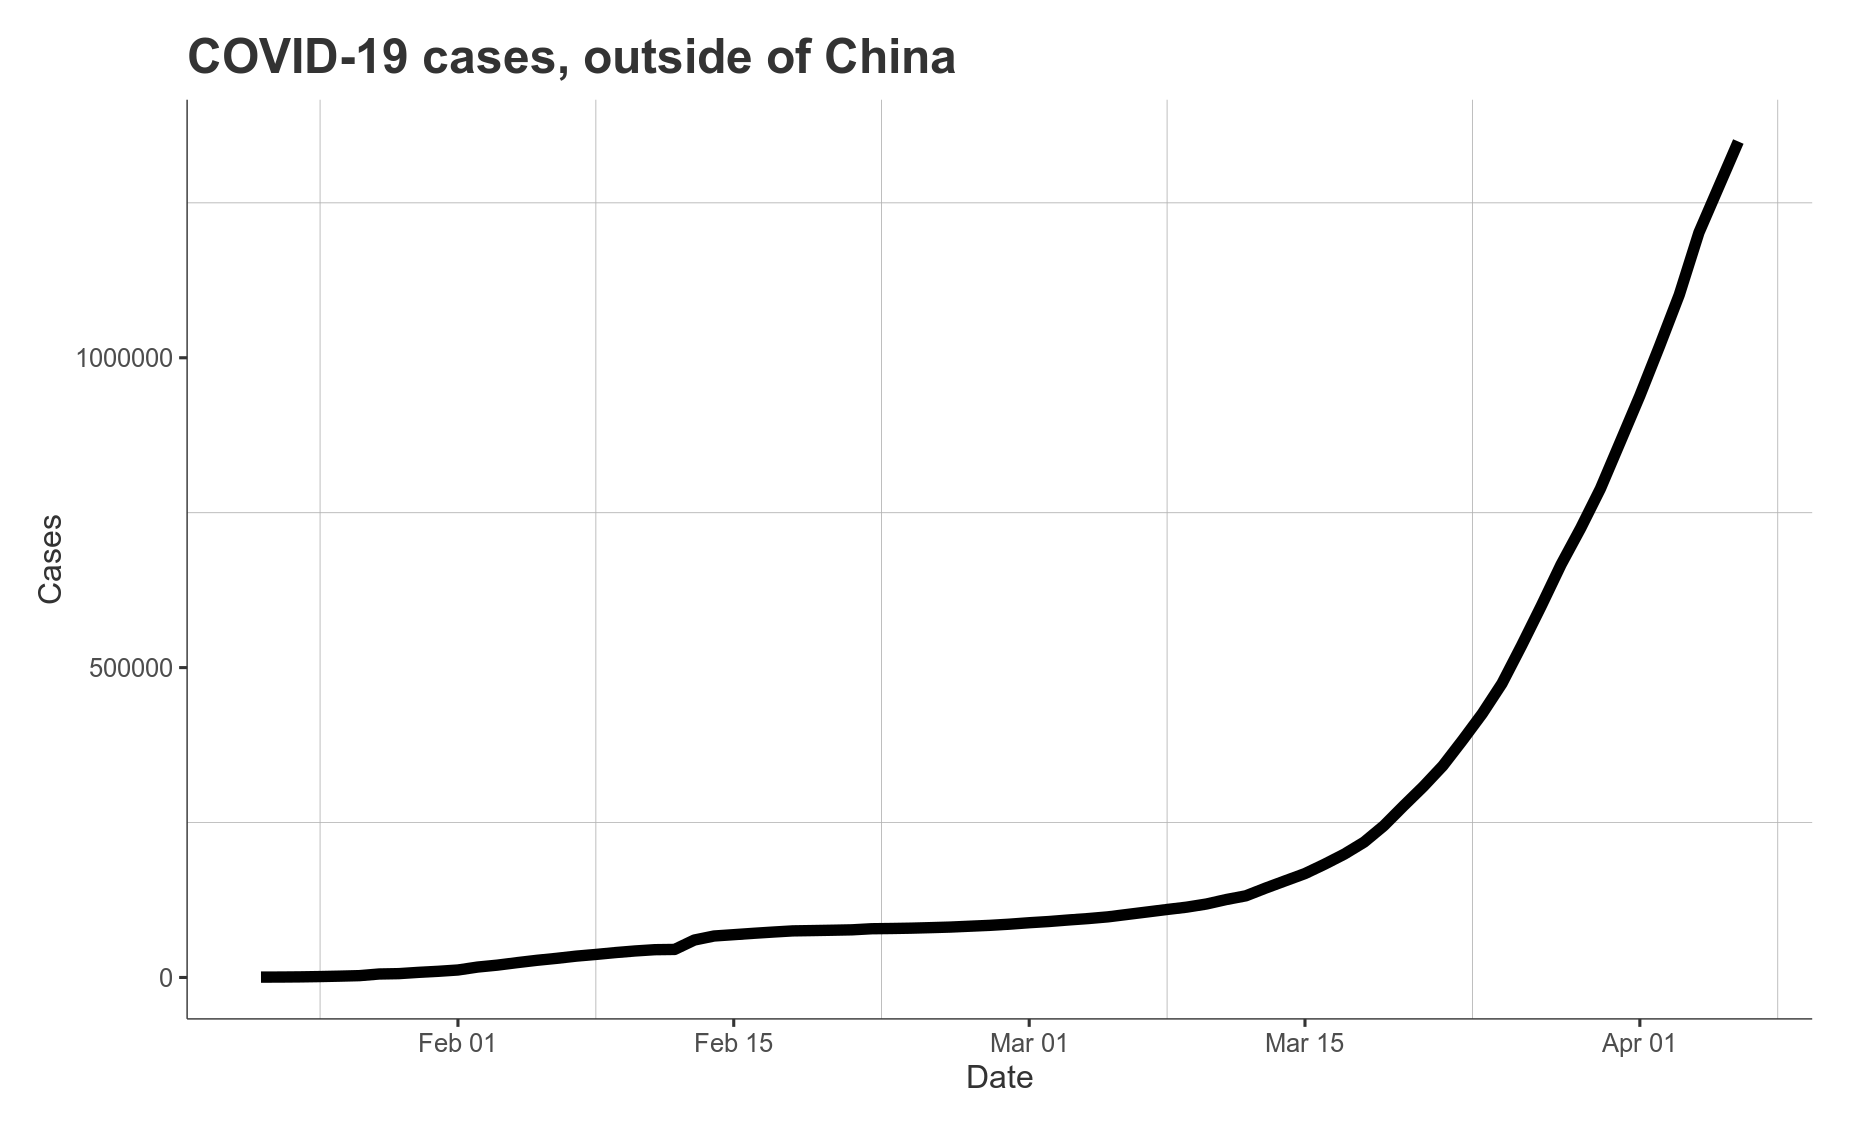 COVID-19 cases, outside of China
1000000
500000
0
Cases
Feb 01
Feb 15
Mar 01
Mar 15
Apr 01
Date